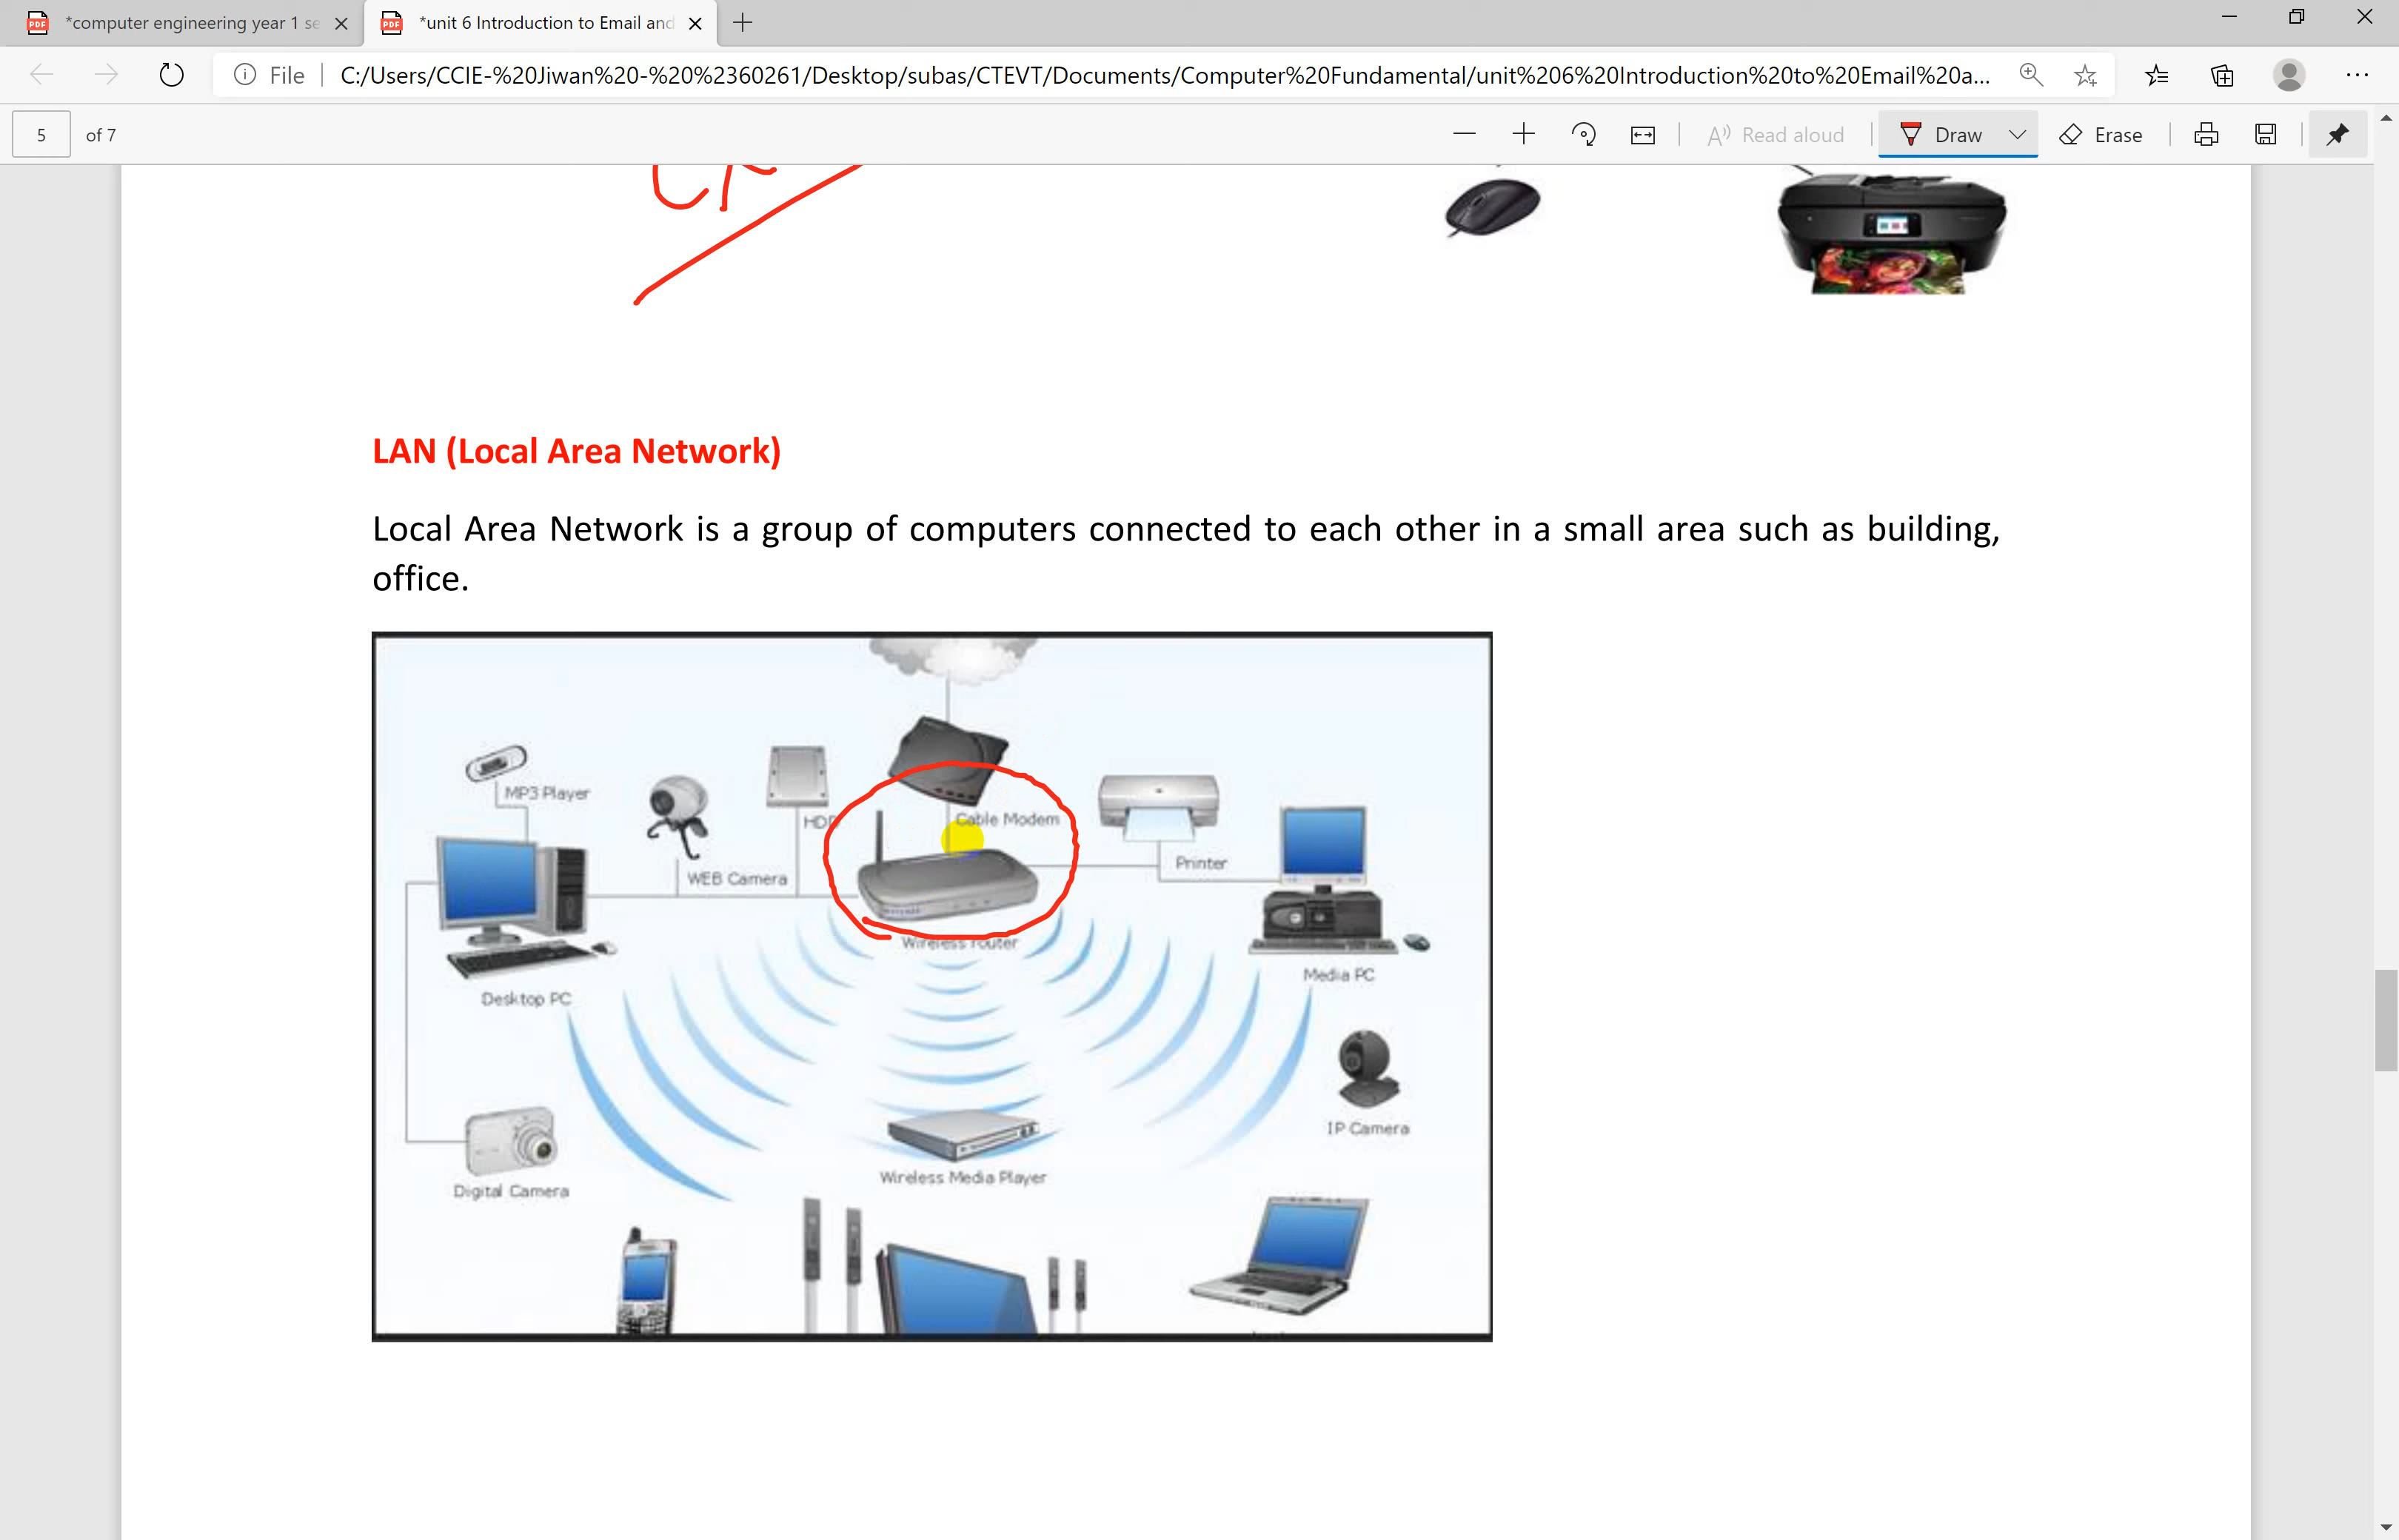 *computer engineering year 1 se
*unit 6 Introduction to Email and
File
C:/Users/CCIE-%20Jiwan%20-%20%2360261/Desktop/subas/CTEVT/Documents/Computer%20Fundamental/unit%206%20Introduction%20to%20Email%20a...
5 of 7
Read aloud
Draw
Erase
LAN (Local Area Network)
Local Area Network is a group of computers connected to each other in a small area such as building,
office.
MP3 Player
HDD
Cable Modem
WEB Camera
Printer
Wireless router
Media PC
Desktop PC
IP Camera
Wireless Media Player
Digital Camera